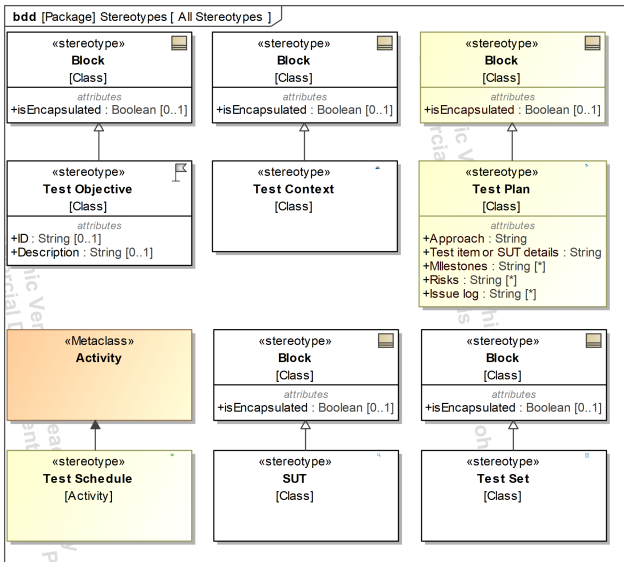 bdd [Package] Stereotypes [ All Stereotypes ]
«stereotype»
Block
[Class]
attributes
+isEncapsulated : Boolean [0..1]
«stereotype»
Block
[Class]
attributes
+isEncapsulated : Boolean [0..1]
«stereotype»
Block
[Class]
attributes
+isEncapsulated : Boolean [0..1]
«stereotype»
Test Objective
[Class]
attributes
+ID : String [0..1]
+Description : String [0..1]
«stereotype»
Test Context
[Class]
«stereotype»
Test Plan
[Class]
attributes
+Approach : String
+Test item or SUT details : String
+MIlestones : String [*]
+Risks : String [*]
+Issue log : String [*]
«Metaclass»
Activity
«stereotype»
Block
[Class]
attributes
+isEncapsulated : Boolean [0..1]
«stereotype»
Block
[Class]
attributes
+isEncapsulated : Boolean [0..1]
«stereotype»
Test Schedule
[Activity]
«stereotype»
SUT
[Class]
«stereotype»
Test Set
[Class]